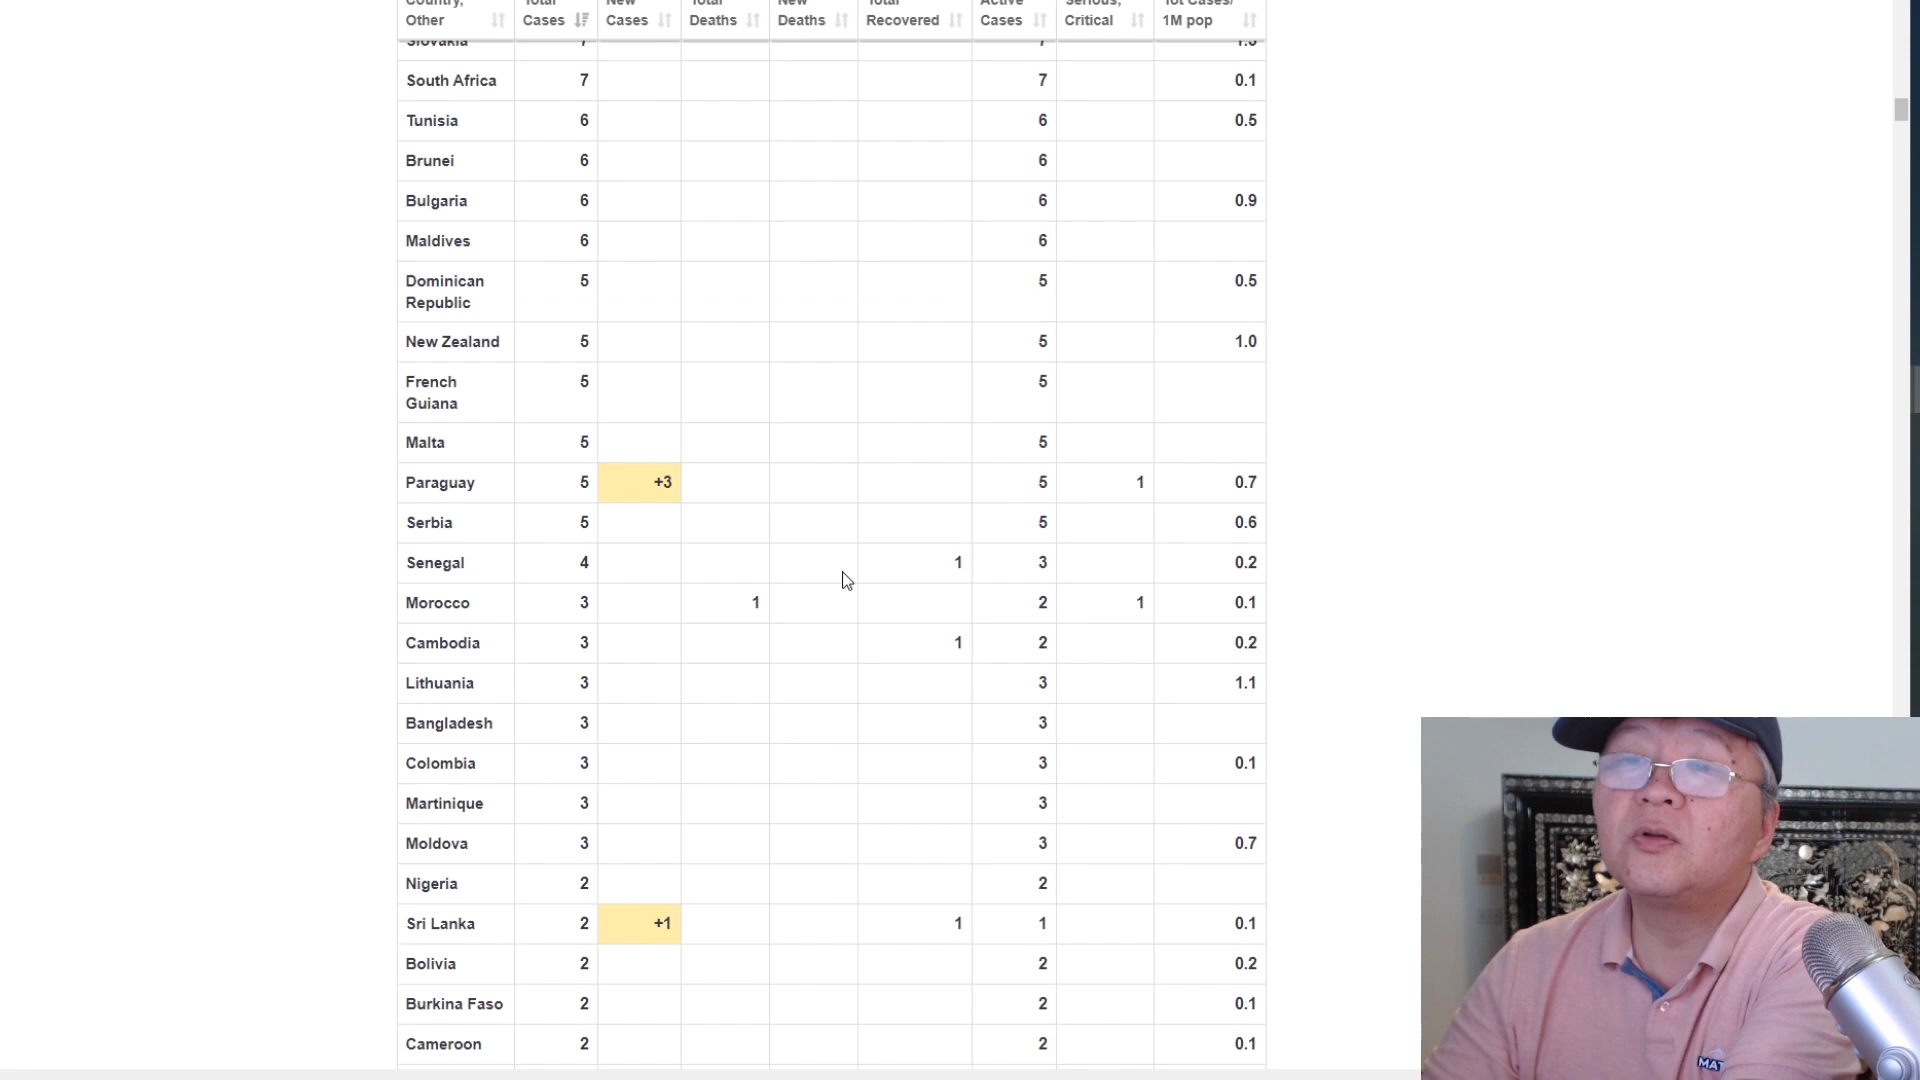 Country, Total New Total New Total Active Serious, Tot Cases/
Other Cases Cases Deaths Deaths Recovered Cases Critical 1M pop
Slovakia 7 7 1.3
South Africa 7 7 0.1
Tunisia 6 6 0.5
Brunei 6 6
Bulgaria 6 6 0.9
Maldives 6 6
Dominican 5 5 0.5
Republic
New Zealand 5 5 1.0
French 5 5
Guiana
Malta 5 5
Paraguay 5 +3 5 1 0.7
Serbia 5 5 0.6
Senegal 4 1 3 0.2
Morocco 3 1 2 1 0.1
Cambodia 3 1 2 0.2
Lithuania 3 3 1.1
Bangladesh 3 3
Colombia 3 3 0.1
Martinique 3 3
Moldova 3 3 0.7
Nigeria 2 2
Sri Lanka 2 +1 1 1 0.1
Bolivia 2 2 0.2
Burkina Faso 2 2 0.1
Cameroon 2 2 0.1
MAT